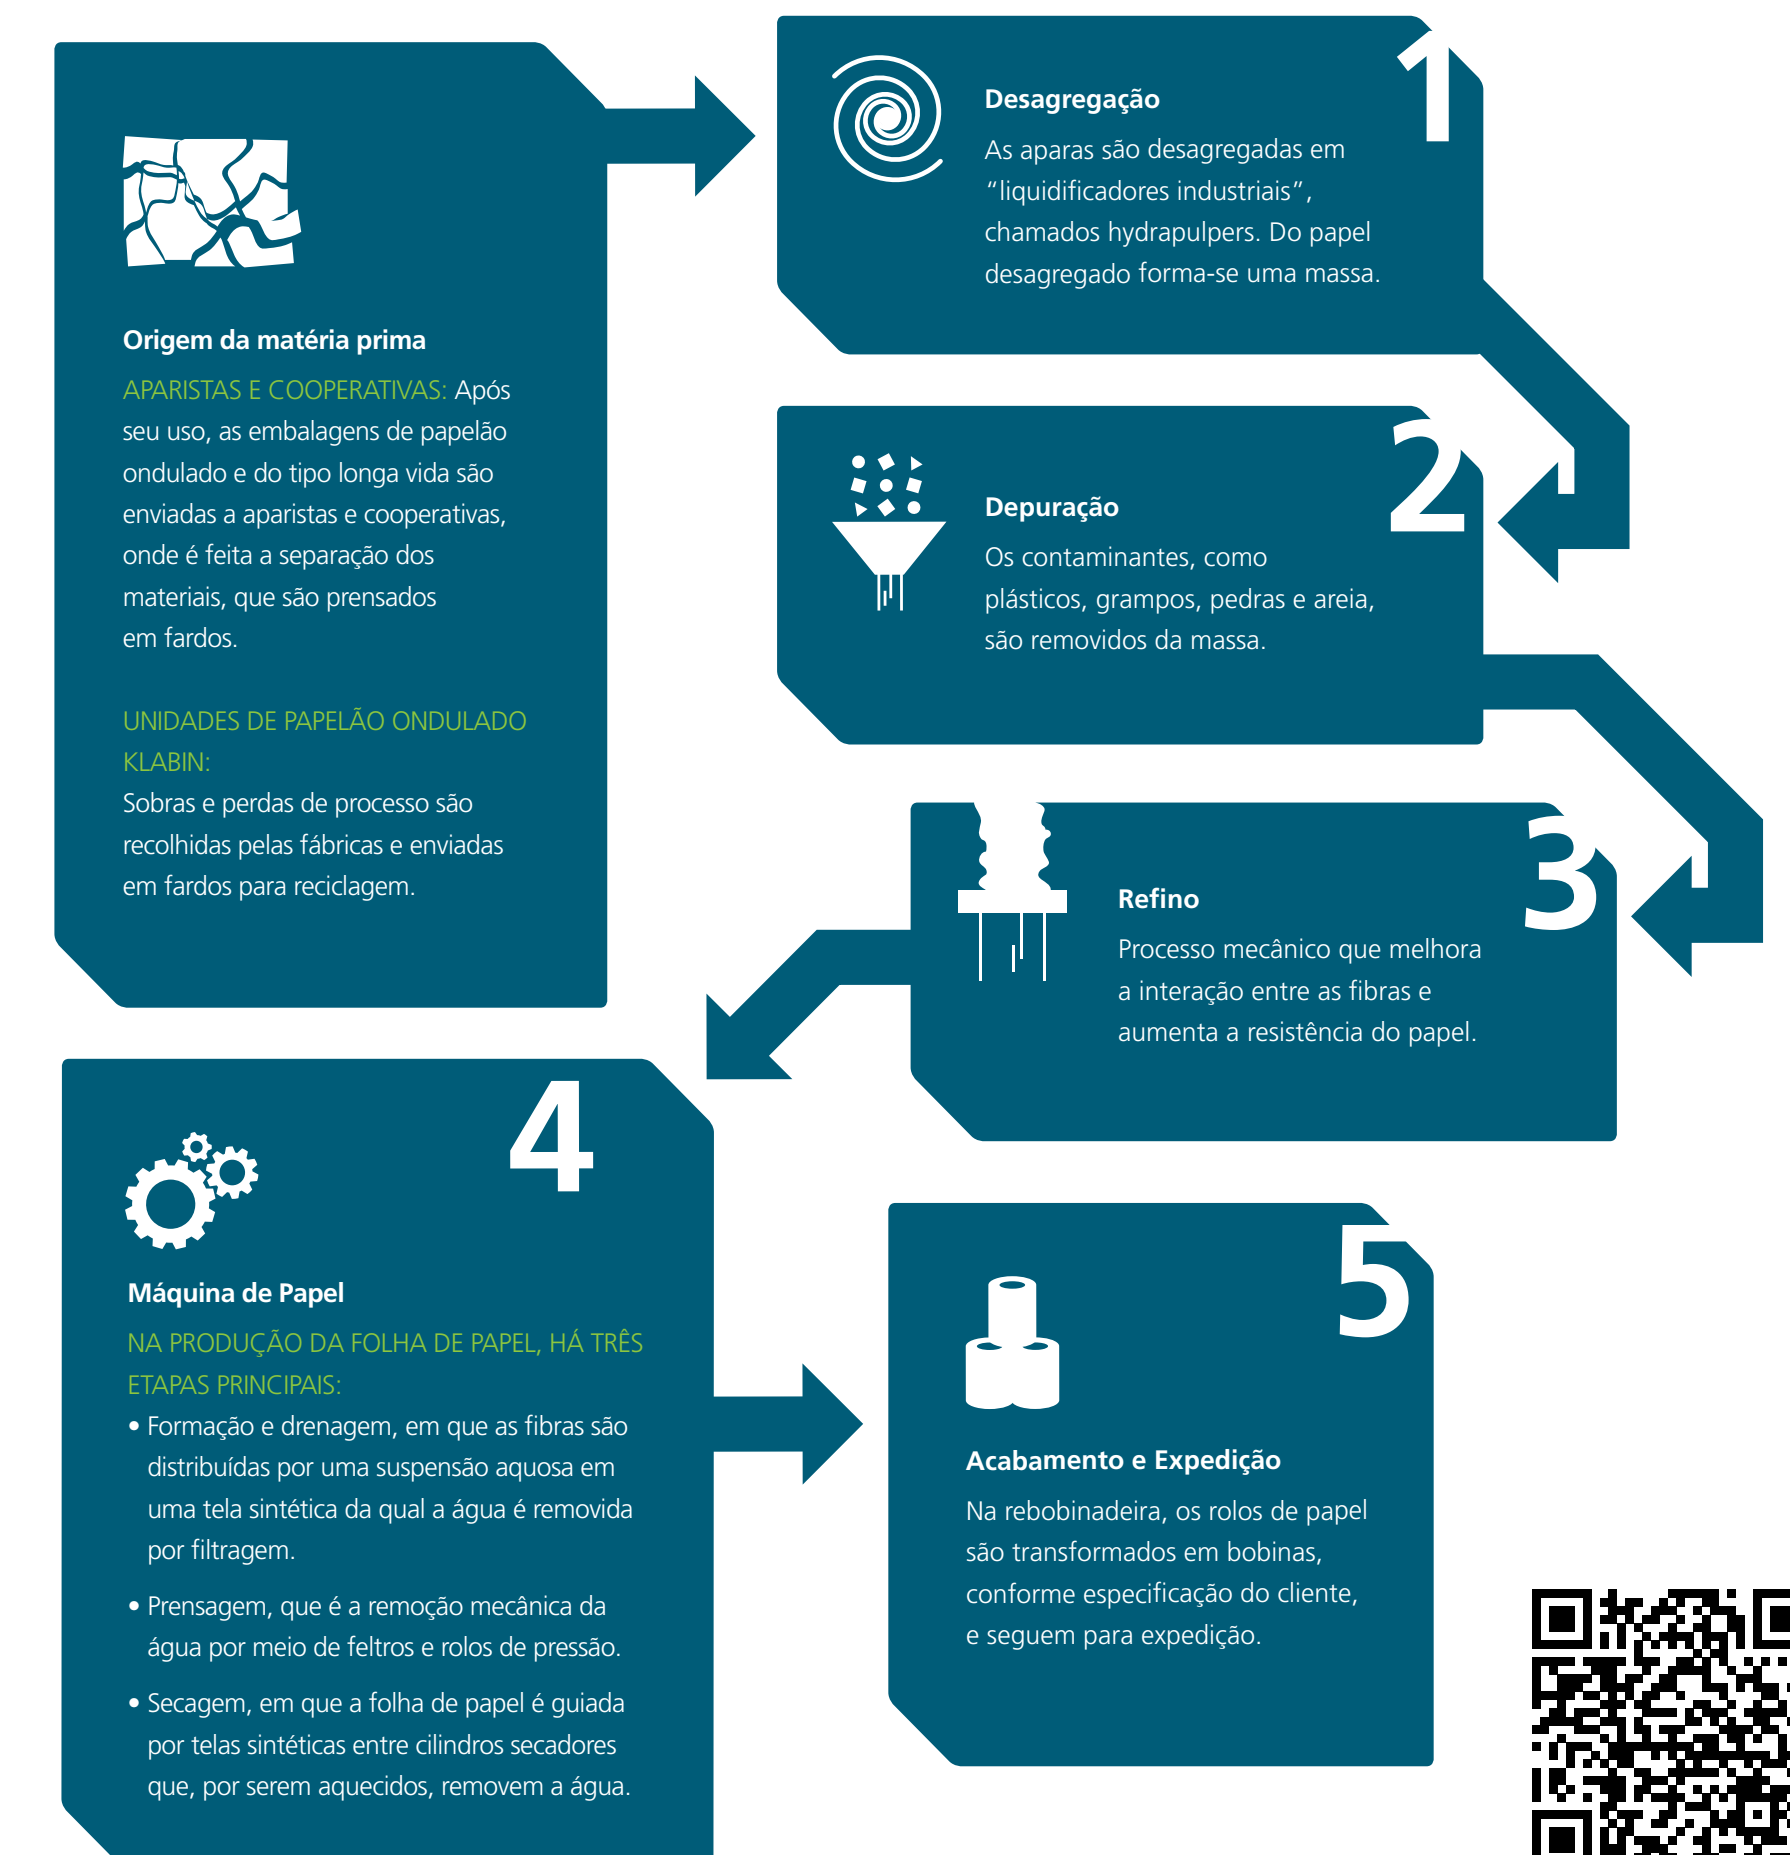 Origem da matéria prima
APARISTAS E COOPERATIVAS: Após
seu uso, as embalagens de papelão
ondulado e do tipo longa vida são
enviadas a aparistas e cooperativas,
onde é feita a separação dos
materiais, que são prensados
em fardos.
UNIDADES DE PAPELÃO ONDULADO
KLABIN:
Sobras e perdas de processo são
recolhidas pelas fábricas e enviadas
em fardos para reciclagem.
1
Desagregação
As aparas são desagregadas em
“liquidificadores industriais”,
chamados hydrapulpers. Do papel
desagregado forma-se uma massa.
2
Depuração
Os contaminantes, como
plásticos, grampos, pedras e areia,
são removidos da massa.
3
Refino
Processo mecânico que melhora
a interação entre as fibras e
aumenta a resistência do papel.
4
Máquina de Papel
NA PRODUÇÃO DA FOLHA DE PAPEL, HÁ TRÊS
ETAPAS PRINCIPAIS:
• Formação e drenagem, em que as fibras são
distribuídas por uma suspensão aquosa em
uma tela sintética da qual a água é removida
por filtragem.
• Prensagem, que é a remoção mecânica da
água por meio de feltros e rolos de pressão.
• Secagem, em que a folha de papel é guiada
por telas sintéticas entre cilindros secadores
que, por serem aquecidos, removem a água.
5
Acabamento e Expedição
Na rebobinadeira, os rolos de papel
são transformados em bobinas,
conforme especificação do cliente,
e seguem para expedição.